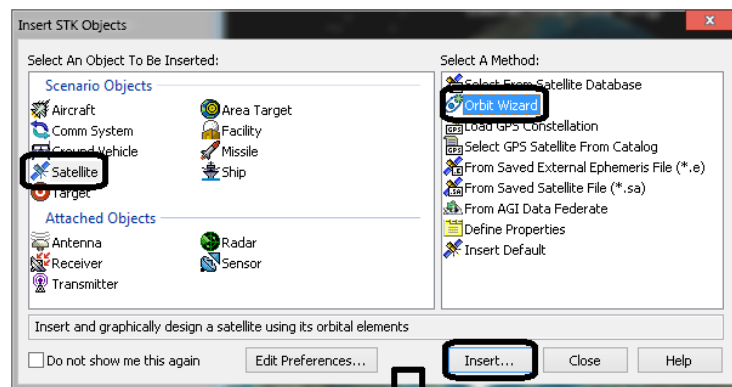 Insert STK Objects
Select An Object To Be Inserted:
Scenario Objects
Aircraft
Area Target
Comm System
Facility
Ground Vehicle
Missile
Satellite
Ship
Target
Attached Objects
Antenna
Radar
Receiver
Sensor
Transmitter
Select A Method:
Select From Satellite Database
Orbit Wizard
Load GPS Constellation
Select GPS Satellite From Catalog
From Saved External Ephemeris File (*.e)
From Saved Satellite File (*.sa)
From AGI Data Federate
Define Properties
Insert Default
Insert and graphically design a satellite using its orbital elements
Do not show me this again
Edit Preferences...
Insert...
Close
Help